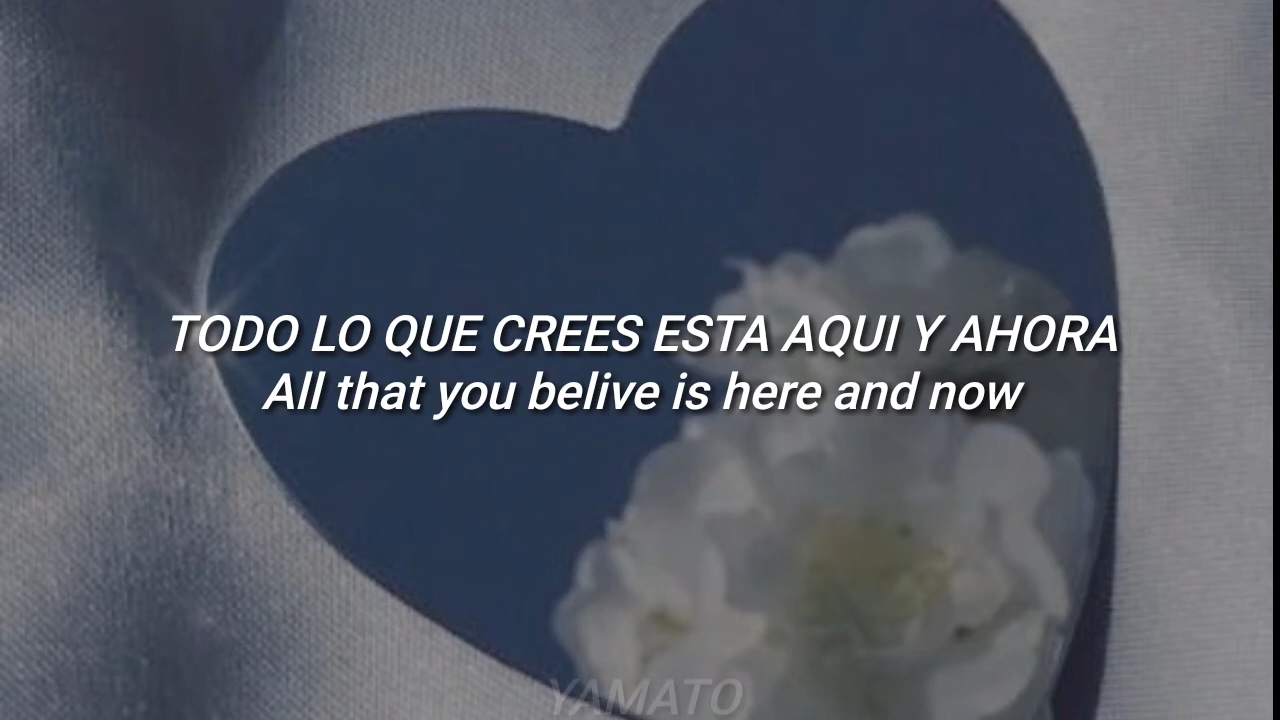 TODO LO QUE CREES ESTA AQUI Y AHORA
All that you belive is here and now
YAMATO